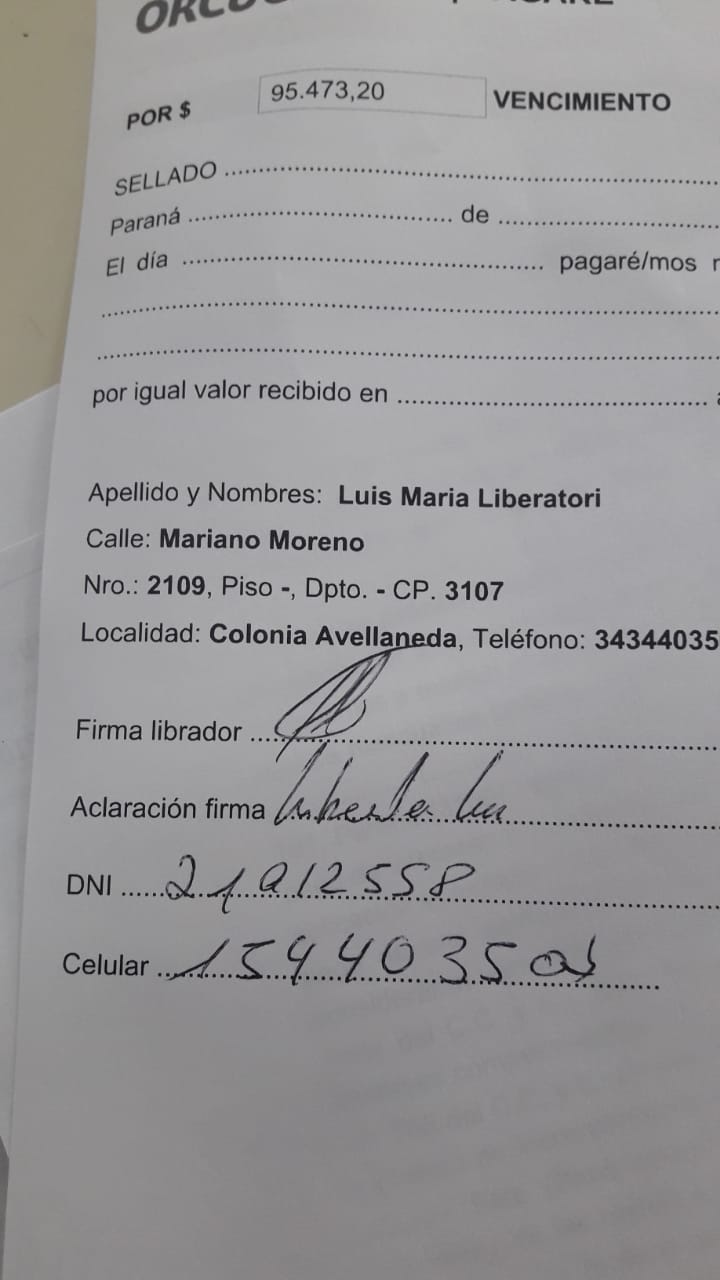 POR $ 95.473,20 VENCIMIENTO
SELLADO
Paraná de
El día pagaré/mos
por igual valor recibido en
Apellido y Nombres: Luis Maria Liberatori
Calle: Mariano Moreno
Nro.: 2109, Piso -, Dpto. - CP. 3107
Localidad: Colonia Avellaneda, Teléfono: 34344035
Firma librador
Aclaración firma
DNI 21912558
Celular 1544035